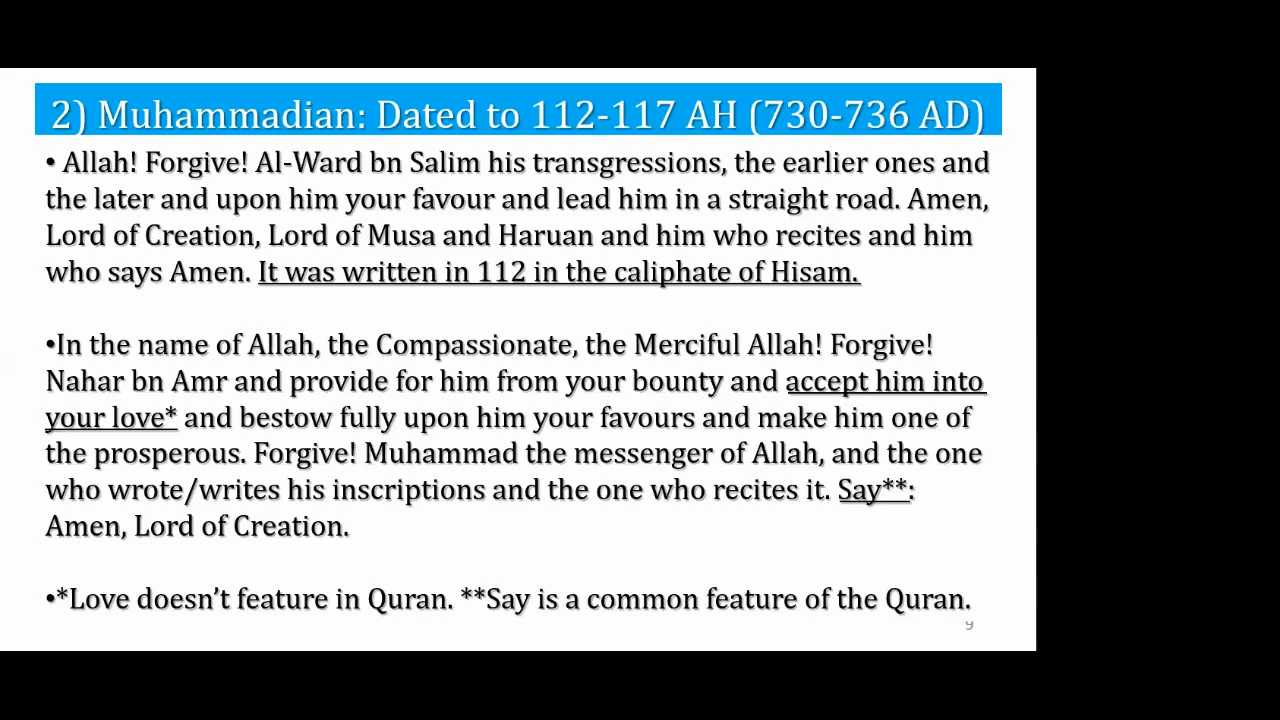 2) Muhammadian: Dated to 112-117 AH (730-736 AD)
• Allah! Forgive! Al-Ward bn Salim his transgressions, the earlier ones and
the later and upon him your favour and lead him in a straight road. Amen,
Lord of Creation, Lord of Musa and Haruan and him who recites and him
who says Amen. It was written in 112 in the caliphate of Hisam.
•In the name of Allah, the Compassionate, the Merciful Allah! Forgive!
Nahar bn Amr and provide for him from your bounty and accept him into
your love* and bestow fully upon him your favours and make him one of
the prosperous. Forgive! Muhammad the messenger of Allah, and the one
who wrote/writes his inscriptions and the one who recites it. Say**:
Amen, Lord of Creation.
•*Love doesn’t feature in Quran. **Say is a common feature of the Quran.
9